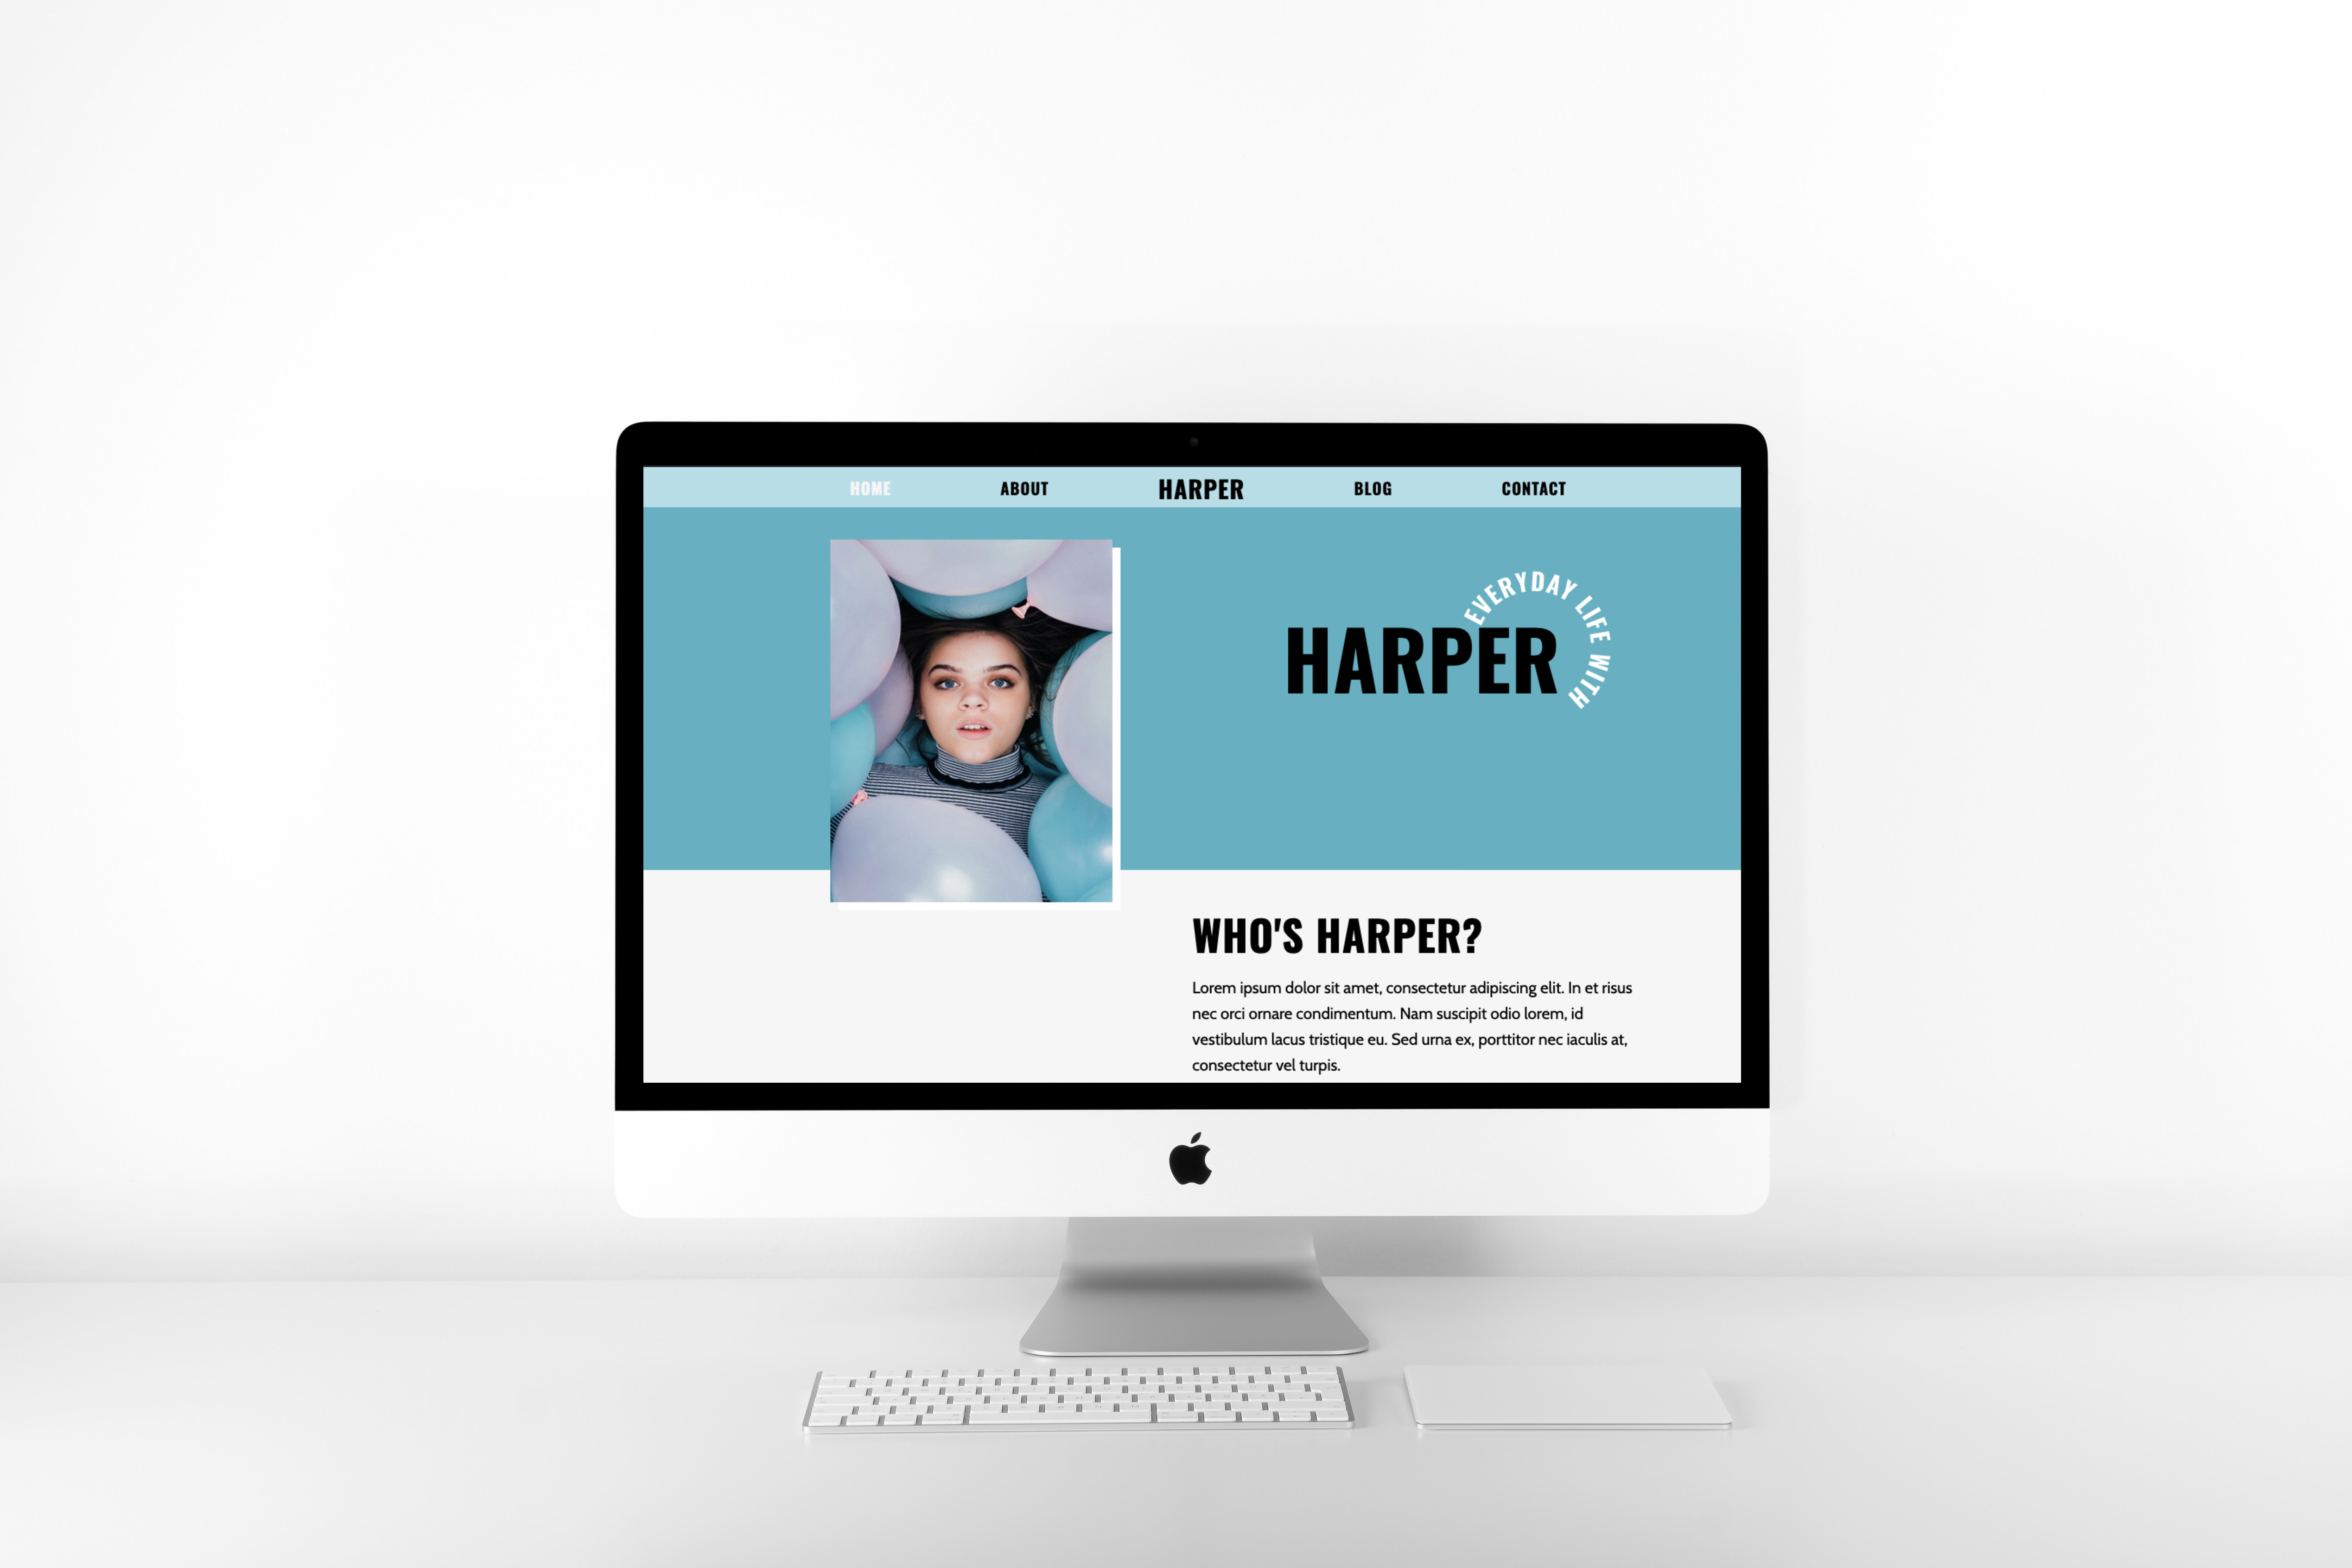 HOME ABOUT HARPER BLOG CONTACT
EVERYDAY LIFE WITH
HARPER
WHO'S HARPER?
Lorem ipsum dolor sit amet, consectetur adipiscing elit. In et risus
nec orci ornare condimentum. Nam suscipit odio lorem, id
vestibulum lacus tristique eu. Sed urna ex, porttitor nec iaculis at,
consectetur vel turpis.